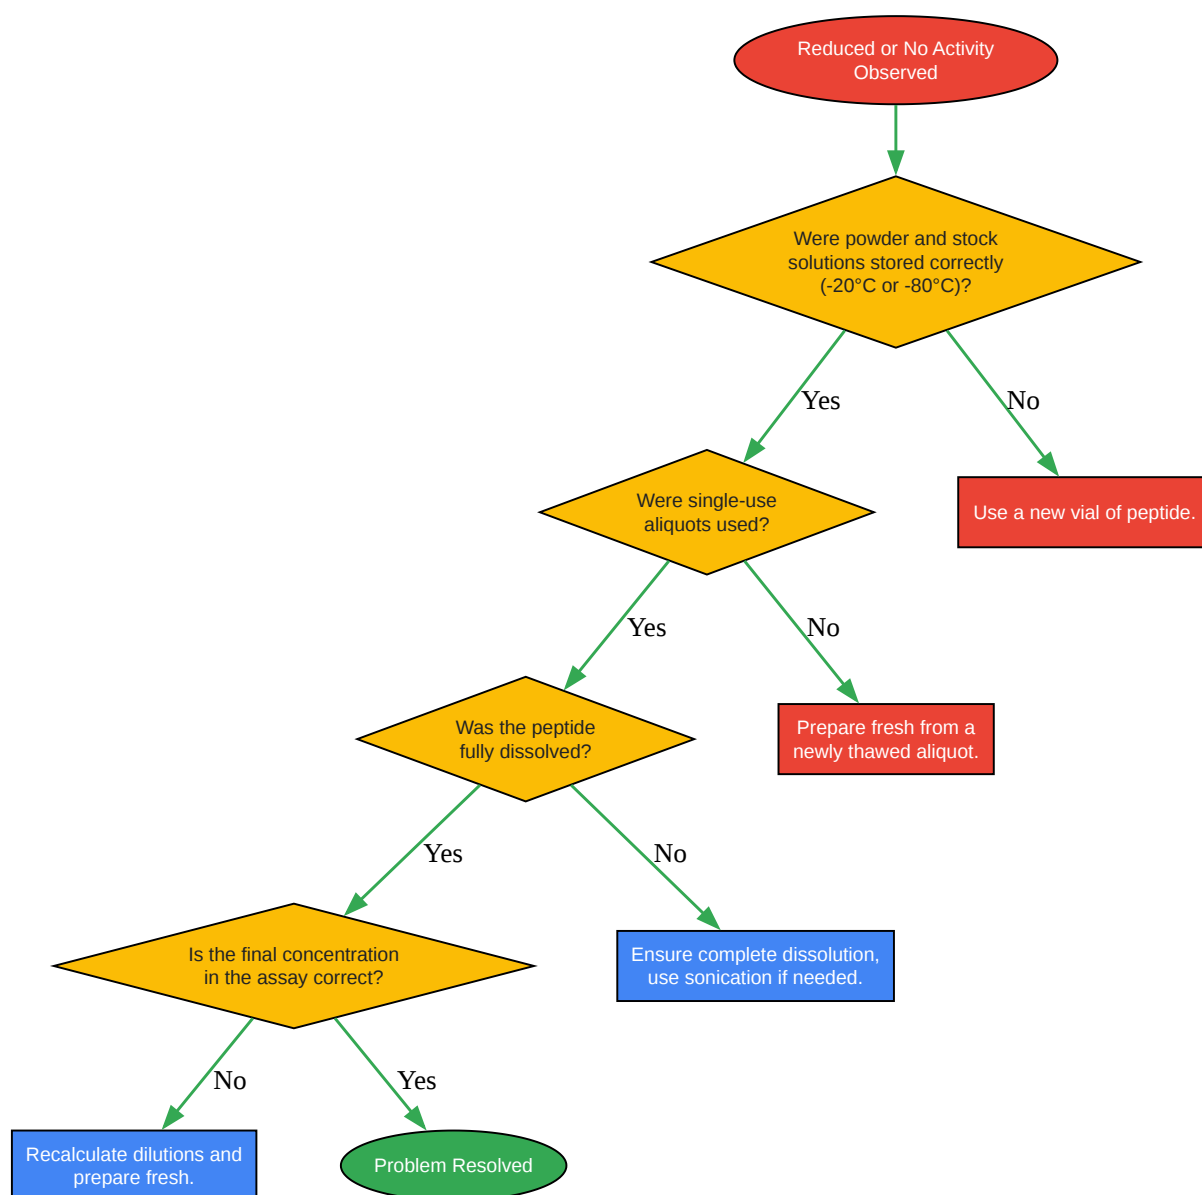 Reduced or No Activity
Observed
Were powder and stock
solutions stored correctly
(-20°C or -80°C)?
Yes
No
Were single-use
aliquots used?
Use a new vial of peptide.
Yes
No
Was the peptide
fully dissolved?
Prepare fresh from a
newly thawed aliquot.
Yes
No
Is the final concentration
in the assay correct?
Ensure complete dissolution,
use sonication if needed.
No
Yes
Recalculate dilutions and
prepare fresh.
Problem Resolved